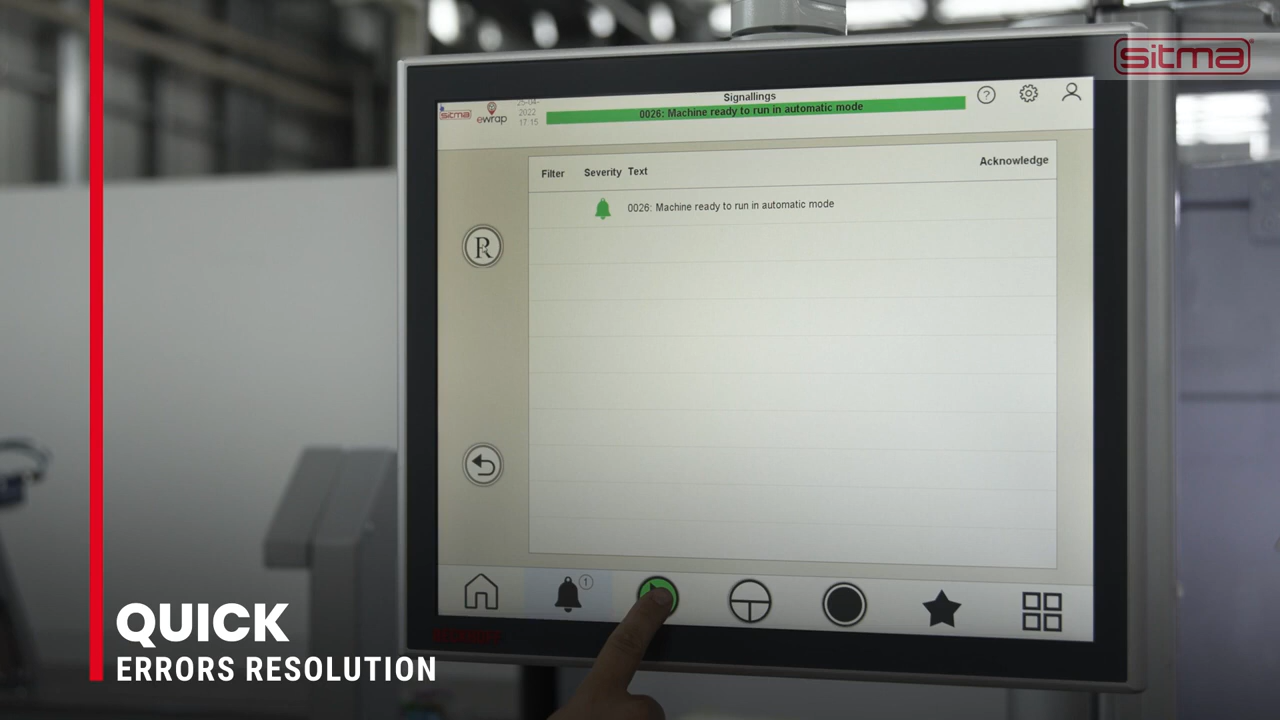 sitma
Signallings
0026: Machine ready to run in automatic mode
sitma
ewrap
25-04-
2022
17:15
?
Filter Severity Text Acknowledge
0026: Machine ready to run in automatic mode
R
1
QUICK
ERRORS RESOLUTION